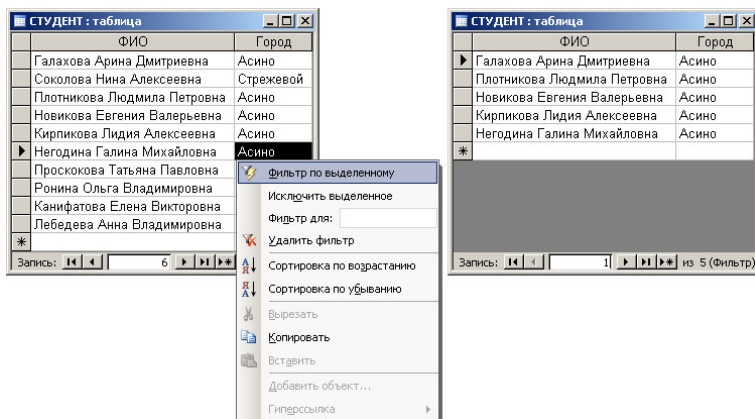 СТУДЕНТ : таблица
ФИО Город
Галахова Арина Дмитриевна Асино
Соколова Нина Алексеевна Стрежевой
Плотникова Людмила Петровна Асино
Новикова Евгения Валерьевна Асино
Кирпикова Лидия Алексеевна Асино
Негодина Галина Михайловна Асино
Проскокова Татьяна Павловна
Ронина Ольга Владимировна
Канифатова Елена Викторовна
Лебедева Анна Владимировна
Запись: 6
Фильтр по выделенному
Исключить выделенное
Фильтр для:
Удалить фильтр
Сортировка по возрастанию
Сортировка по убыванию
Вырезать
Копировать
Вставить
Добавить объект...
Гиперссылка
СТУДЕНТ : таблица
ФИО Город
Галахова Арина Дмитриевна Асино
Плотникова Людмила Петровна Асино
Новикова Евгения Валерьевна Асино
Кирпикова Лидия Алексеевна Асино
Негодина Галина Михайловна Асино
Запись: 1 из 5 (Фильтр)